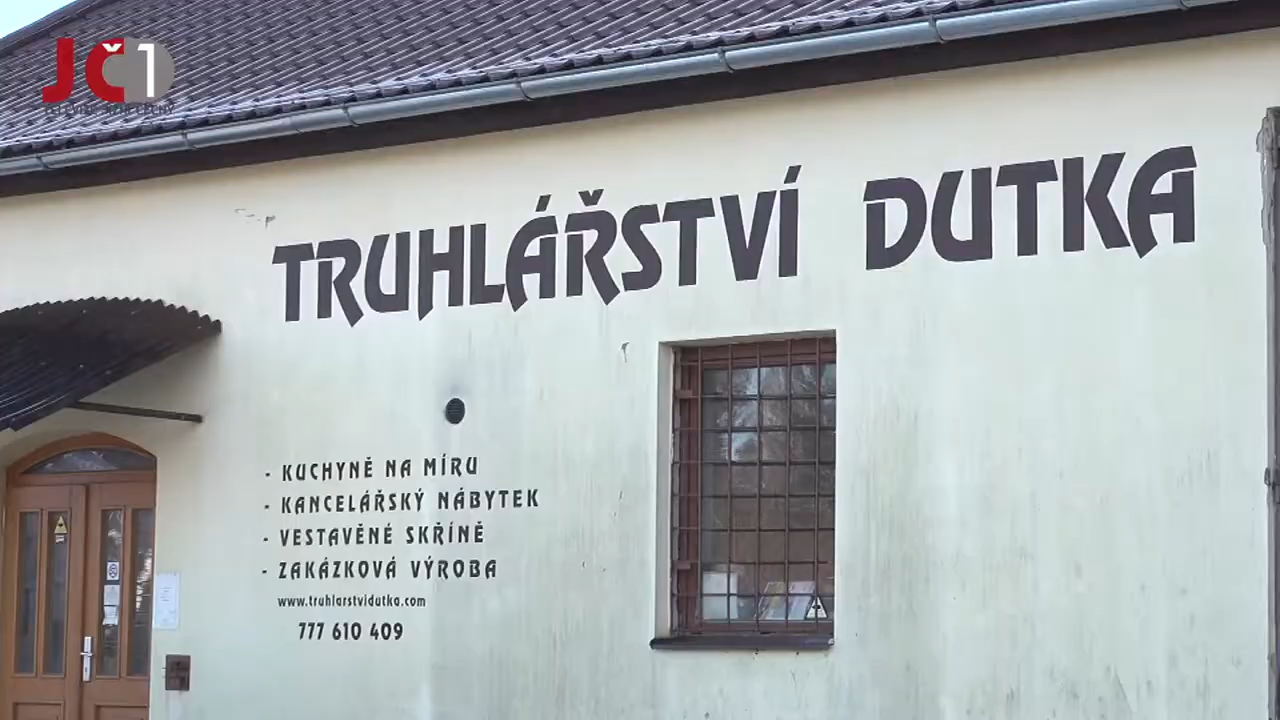 JČ1
TRUHLÁŘSTVÍ DUTKA
- KUCHYNĚ NA MÍRU
- KANCELÁŘSKÝ NÁBYTEK
- VESTAVĚNÉ SKŘÍNĚ
- ZAKÁZKOVÁ VÝROBA
www.truhlarstvidutka.com
777 610 409